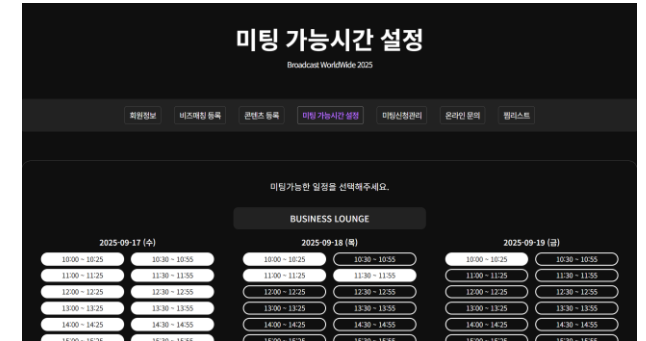 미팅 가능시간 설정
Broadcast WorldWide 2025
회원정보 비즈매칭 등록 콘텐츠 등록 미팅 가능시간 설정 미팅신청관리 온라인 문의 찜리스트
미팅가능한 일정을 선택해주세요.
BUSINESS LOUNGE
2025-09-17 (수) 2025-09-18 (목) 2025-09-19 (금)
10:00 ~ 10:25 10:30 ~ 10:55 10:00 ~ 10:25 10:30 ~ 10:55 10:00 ~ 10:25 10:30 ~ 10:55
11:00 ~ 11:25 11:30 ~ 11:55 11:00 ~ 11:25 11:30 ~ 11:55 11:00 ~ 11:25 11:30 ~ 11:55
12:00 ~ 12:25 12:30 ~ 12:55 12:00 ~ 12:25 12:30 ~ 12:55 12:00 ~ 12:25 12:30 ~ 12:55
13:00 ~ 13:25 13:30 ~ 13:55 13:00 ~ 13:25 13:30 ~ 13:55 13:00 ~ 13:25 13:30 ~ 13:55
14:00 ~ 14:25 14:30 ~ 14:55 14:00 ~ 14:25 14:30 ~ 14:55 14:00 ~ 14:25 14:30 ~ 14:55